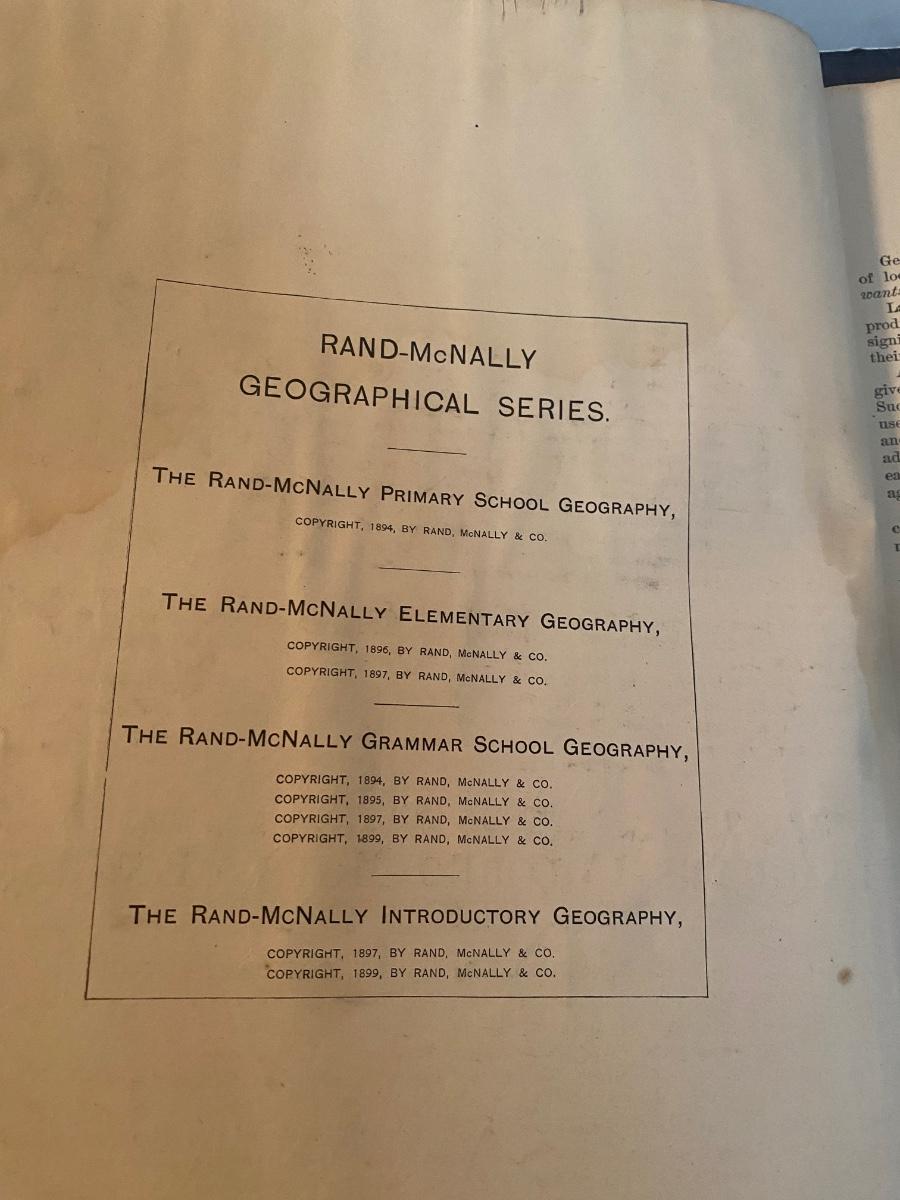 RAND-McNALLY
GEOGRAPHICAL SERIES.
THE RAND-McNALLY PRIMARY SCHOOL GEOGRAPHY,
COPYRIGHT, 1894, BY RAND, McNALLY & CO.
THE RAND-McNALLY ELEMENTARY GEOGRAPHY,
COPYRIGHT, 1896, BY RAND, McNALLY & CO.
COPYRIGHT, 1897, BY RAND, McNALLY & CO.
THE RAND-McNALLY GRAMMAR SCHOOL GEOGRAPHY,
COPYRIGHT, 1894, BY RAND, McNALLY & CO.
COPYRIGHT, 1895, BY RAND, McNALLY & CO.
COPYRIGHT, 1897, BY RAND, McNALLY & CO.
COPYRIGHT, 1899, BY RAND, McNALLY & CO.
THE RAND-McNALLY INTRODUCTORY GEOGRAPHY,
COPYRIGHT, 1897, BY RAND, McNALLY & CO.
COPYRIGHT, 1899, BY RAND, McNALLY & CO.
of